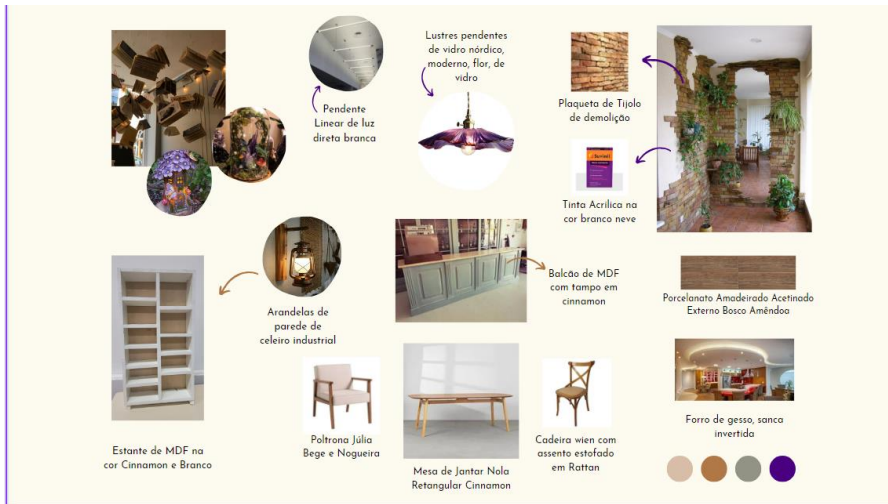 Lustres pendentes
de vidro nórdico,
moderno, flor, de
vidro
Pendente
Linear de luz
direta branca
Plaqueta de Tijolo
de demolição
Tinta Acrilica na
cor branco neve
Arandelas de
parede de
celeiro industrial
Balcão de MDF
com tampo em
cinnamon
Porcelanato Amadeirado Acetinado
Externo Bosco Amêndoa
Estante de MDF na
cor Cinnamon e Branco
Poltrona Júlia
Bege e Nogueira
Mesa de Jantar Nola
Retangular Cinnamon
Cadeira wien com
assento estofado
em Rattan
Forro de gesso, sanca
invertida